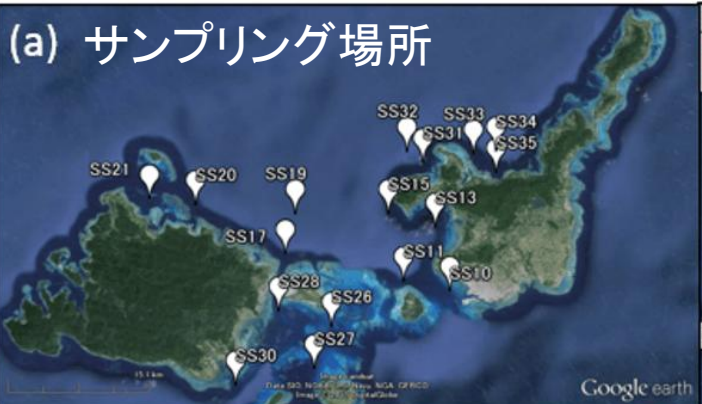 (a) サンプリング場所
SS32
SS33
SS34
SS31
SS35
SS21
SS20
SS19
SS15
SS13
SS17
SS11
SS10
SS28
SS26
SS27
SS30
Google earth